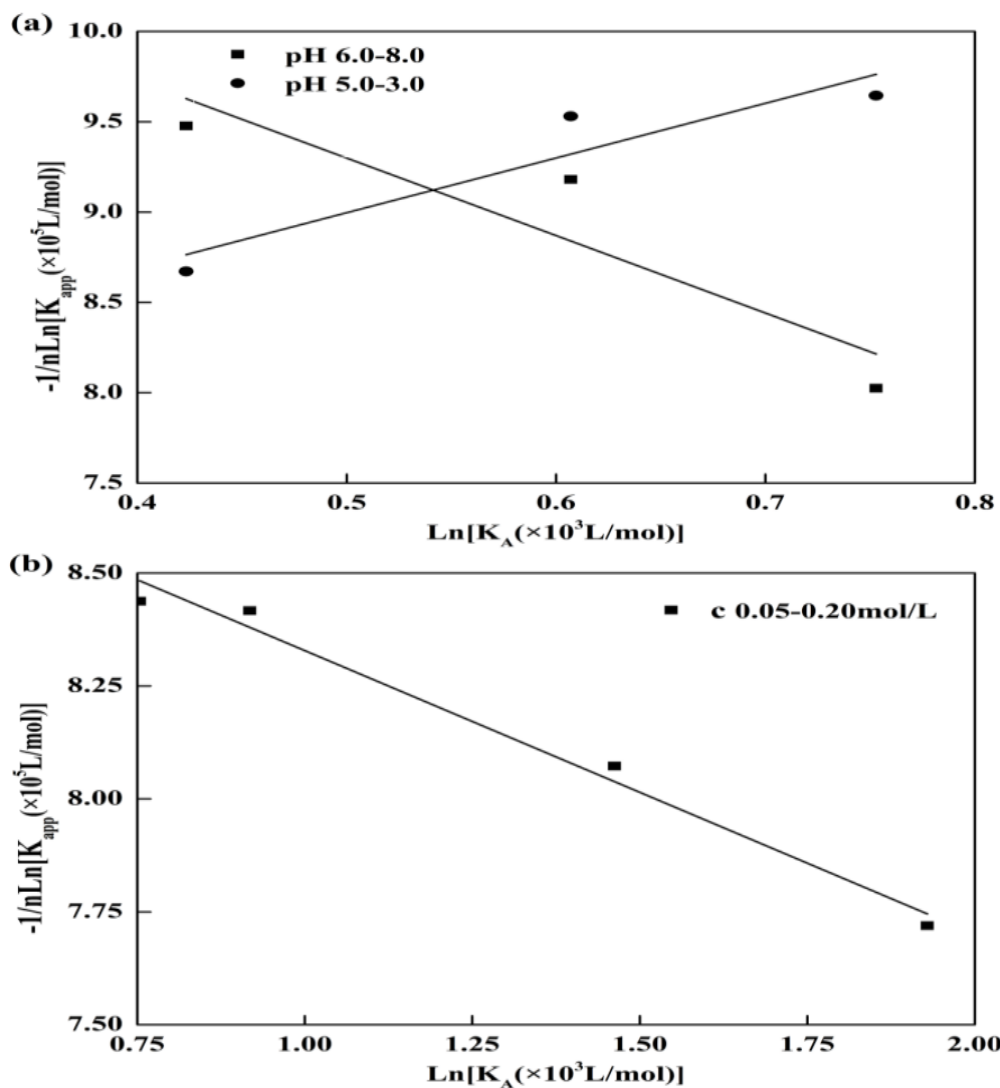 (a)
10.0
9.5
9.0
8.5
8.0
7.5
-1/nLn[K_app(×10^5L/mol)]
pH 6.0-8.0
pH 5.0-3.0
0.4 0.5 0.6 0.7 0.8
Ln[K_A(×10^3L/mol)]
(b)
8.50
8.25
8.00
7.75
7.50
-1/nLn[K_app(×10^5L/mol)]
c 0.05-0.20mol/L
0.75 1.00 1.25 1.50 1.75 2.00
Ln[K_A(×10^3L/mol)]